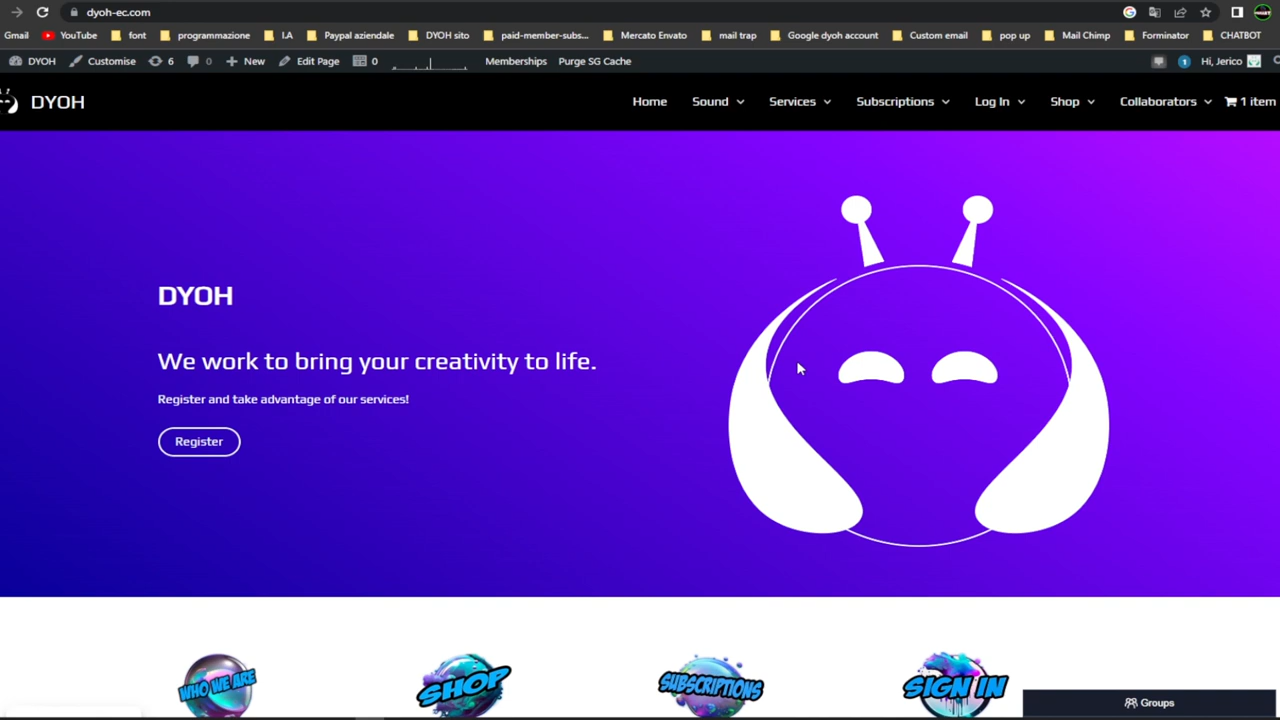 dyoh-ec.com
Gmail YouTube font programmazione I.A Paypal aziendale DYOH sito paid-member-subs... Mercato Envato mail trap Google dyoh account Custom email pop up Mail Chimp Forminator CHATBOT
DYOH Customise 6 0 New Edit Page 0 Memberships Purge SG Cache 1 Hi, Jerico
DYOH Home Sound Services Subscriptions Log In Shop Collaborators 1 item
DYOH
We work to bring your creativity to life.
Register and take advantage of our services!
Register
WHO WE ARE SHOP SUBSCRIPTIONS SIGN IN
Groups